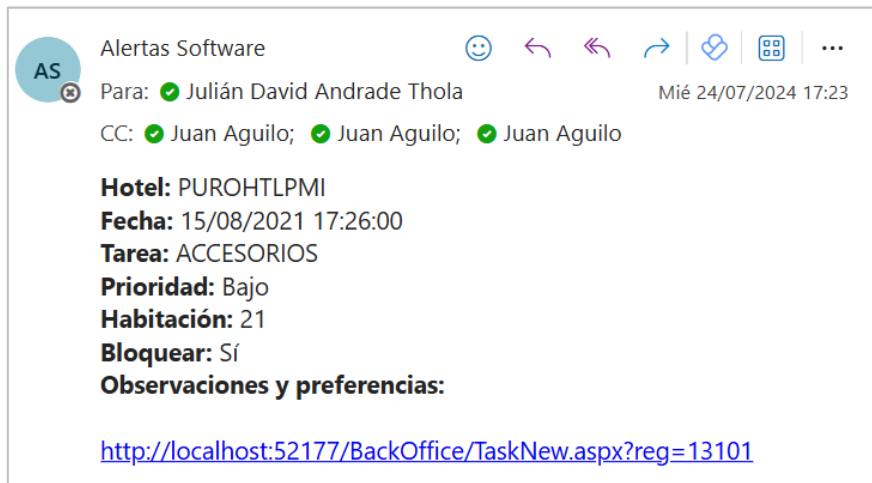 Alertas Software
AS
Para: Julián David Andrade Thola
Mié 24/07/2024 17:23
CC: Juan Aguilo; Juan Aguilo; Juan Aguilo
Hotel: PUROHTLPMI
Fecha: 15/08/2021 17:26:00
Tarea: ACCESORIOS
Prioridad: Bajo
Habitación: 21
Bloquear: Sí
Observaciones y preferencias:
http://localhost:52177/BackOffice/TaskNew.aspx?reg=13101